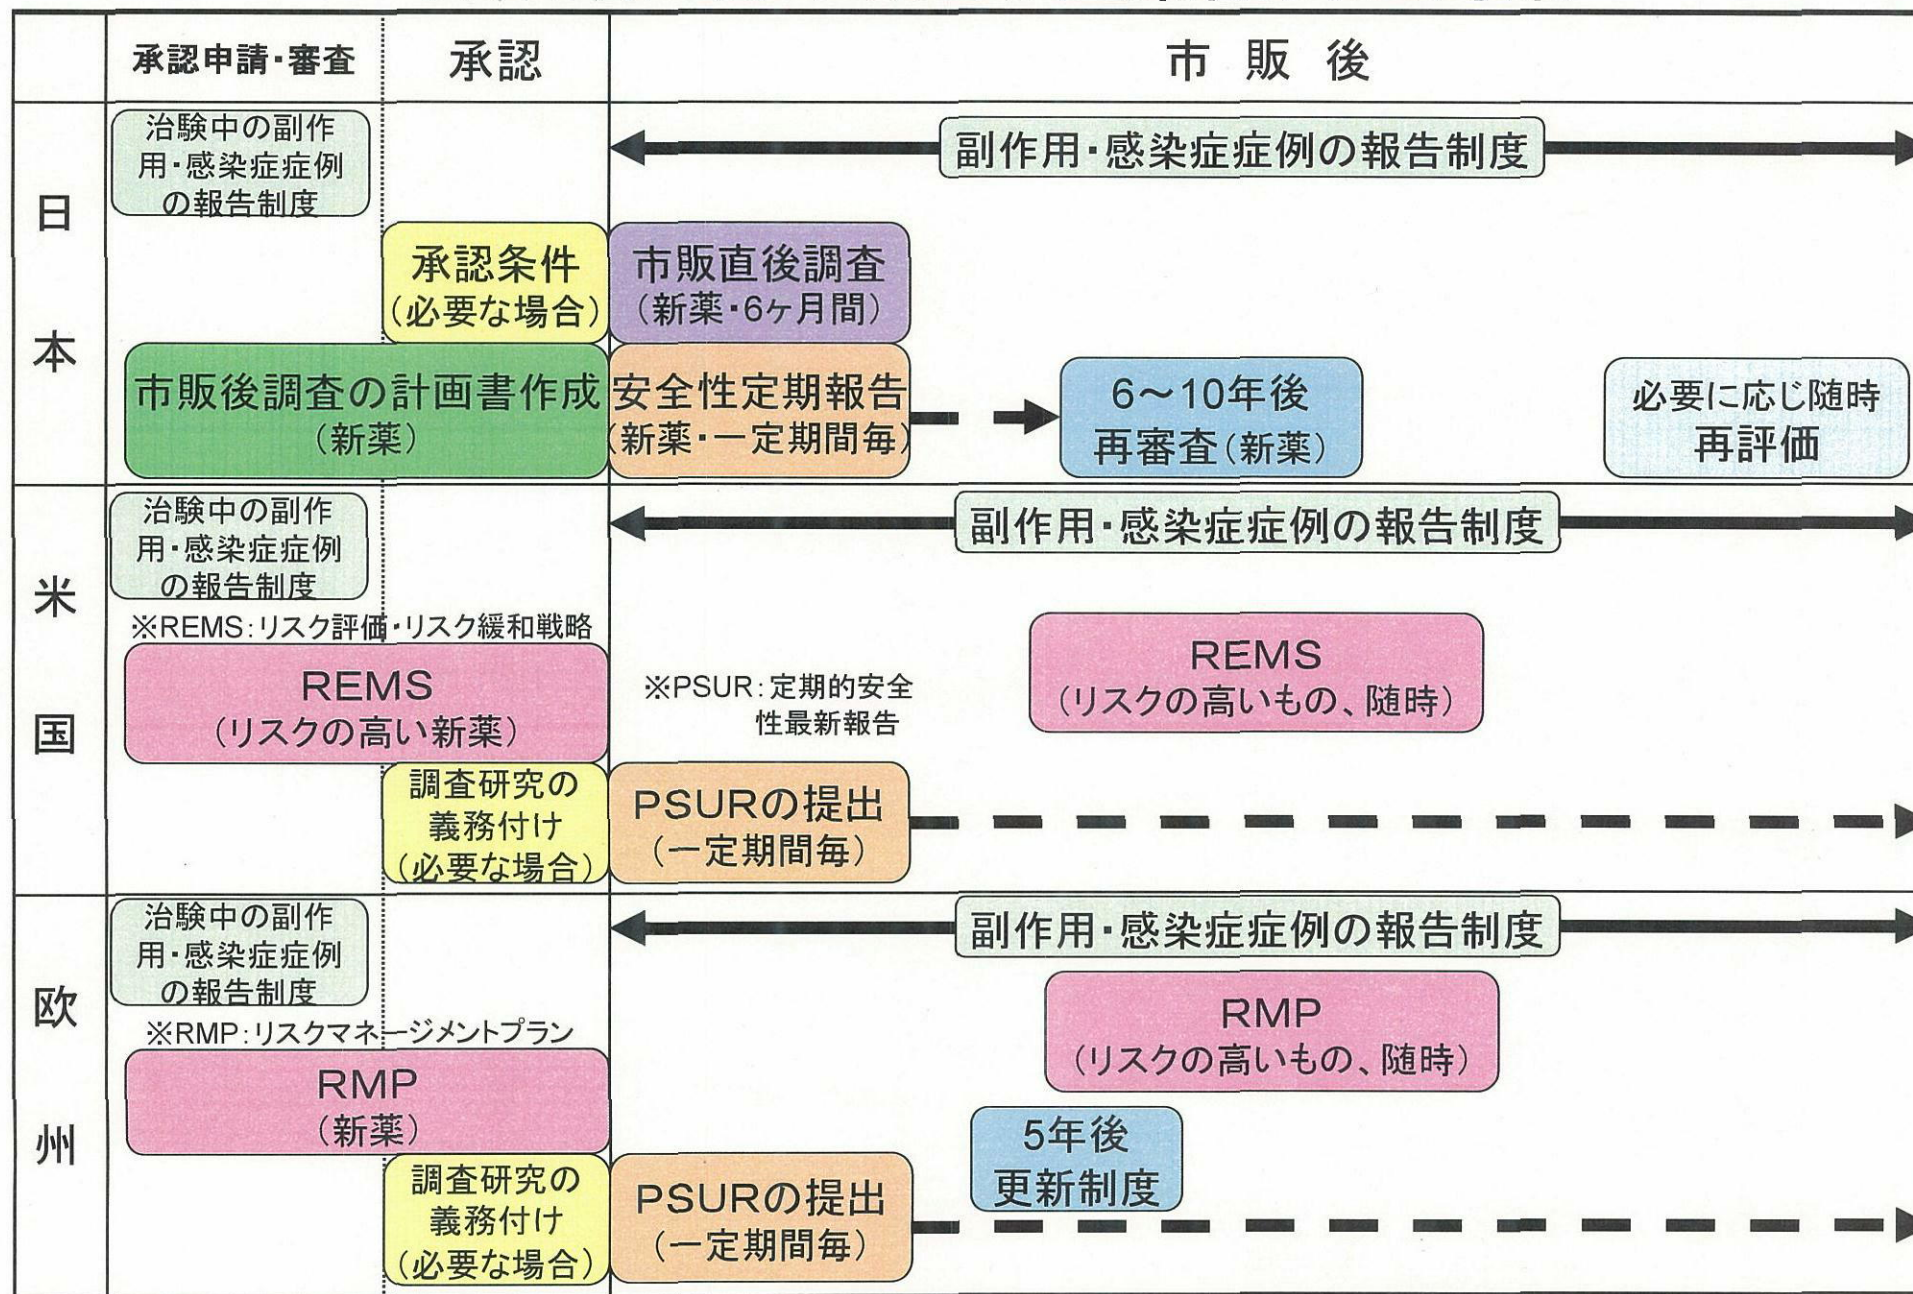 承認申請・審査
承認
市販後
日本
治験中の副作
用・感染症症例
の報告制度
副作用・感染症症例の報告制度
承認条件
(必要な場合)
市販直後調査
(新薬・6ヶ月間)
市販後調査の計画書作成
(新薬)
安全性定期報告
(新薬・一定期間毎)
6～10年後
再審査(新薬)
必要に応じ随時
再評価
米国
治験中の副作
用・感染症症例
の報告制度
副作用・感染症症例の報告制度
※REMS:リスク評価・リスク緩和戦略
REMS
(リスクの高い新薬)
※PSUR:定期的安全
性最新報告
REMS
(リスクの高いもの、随時)
調査研究の
義務付け
(必要な場合)
PSURの提出
(一定期間毎)
欧州
治験中の副作
用・感染症症例
の報告制度
副作用・感染症症例の報告制度
※RMP:リスクマネージメントプラン
RMP
(新薬)
RMP
(リスクの高いもの、随時)
5年後
更新制度
調査研究の
義務付け
(必要な場合)
PSURの提出
(一定期間毎)